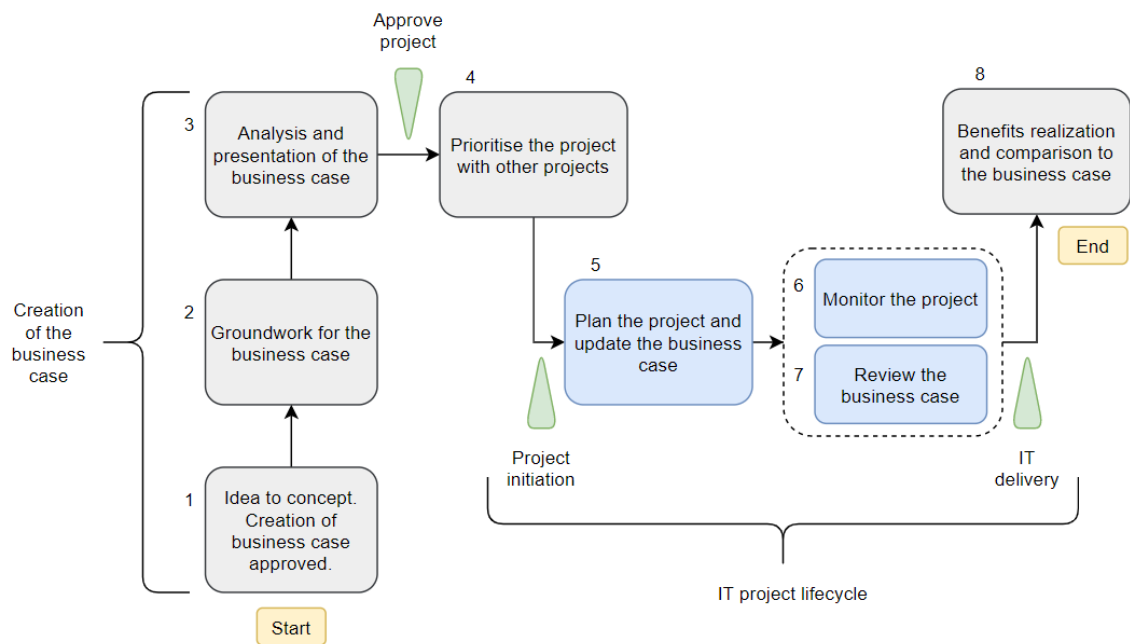 Approve
project
4
8
3
Analysis and
presentation of the
business case
Prioritise the project
with other projects
Benefits realization
and comparison to
the business case
End
5
6
Monitor the project
Creation
of the
business
case
2
Groundwork for the
business case
Plan the project and
update the business
case
7
Review the
business case
Project
initiation
IT
delivery
1
Idea to concept.
Creation of
business case
approved.
IT project lifecycle
Start